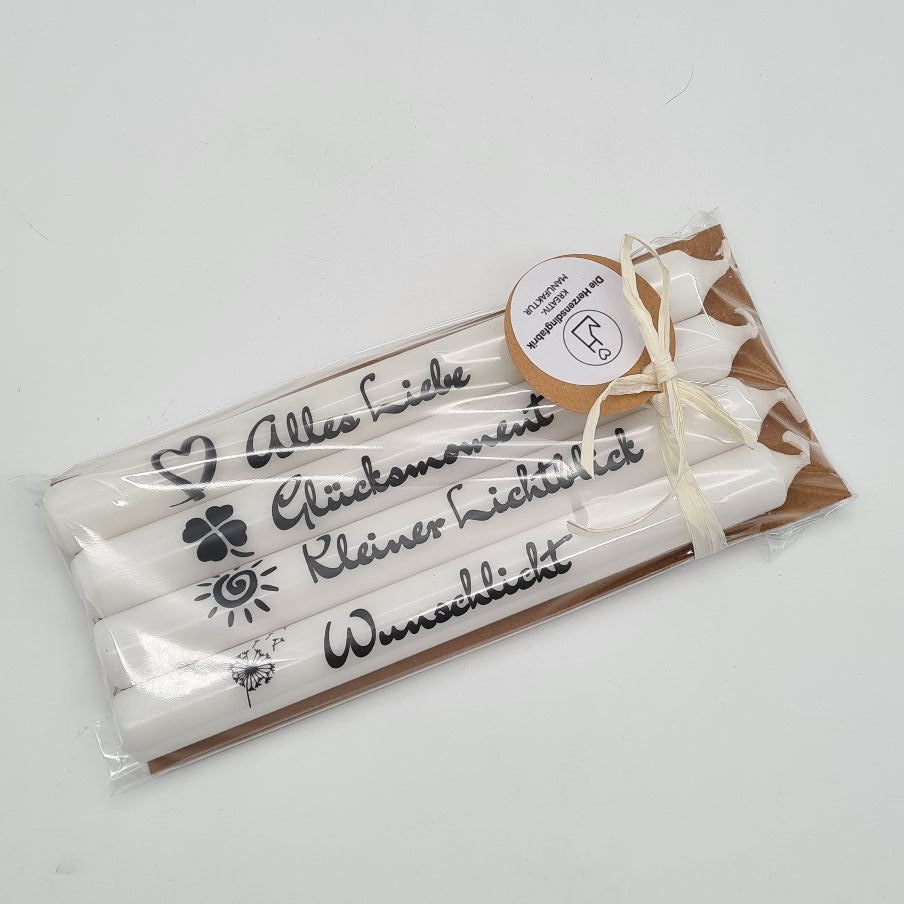 Alles Liebe
Glücksmoment
Kleiner Lichtblick
Wunschlicht
Die Herzensdingfabrik
KREATIV-
MANUFAKTUR